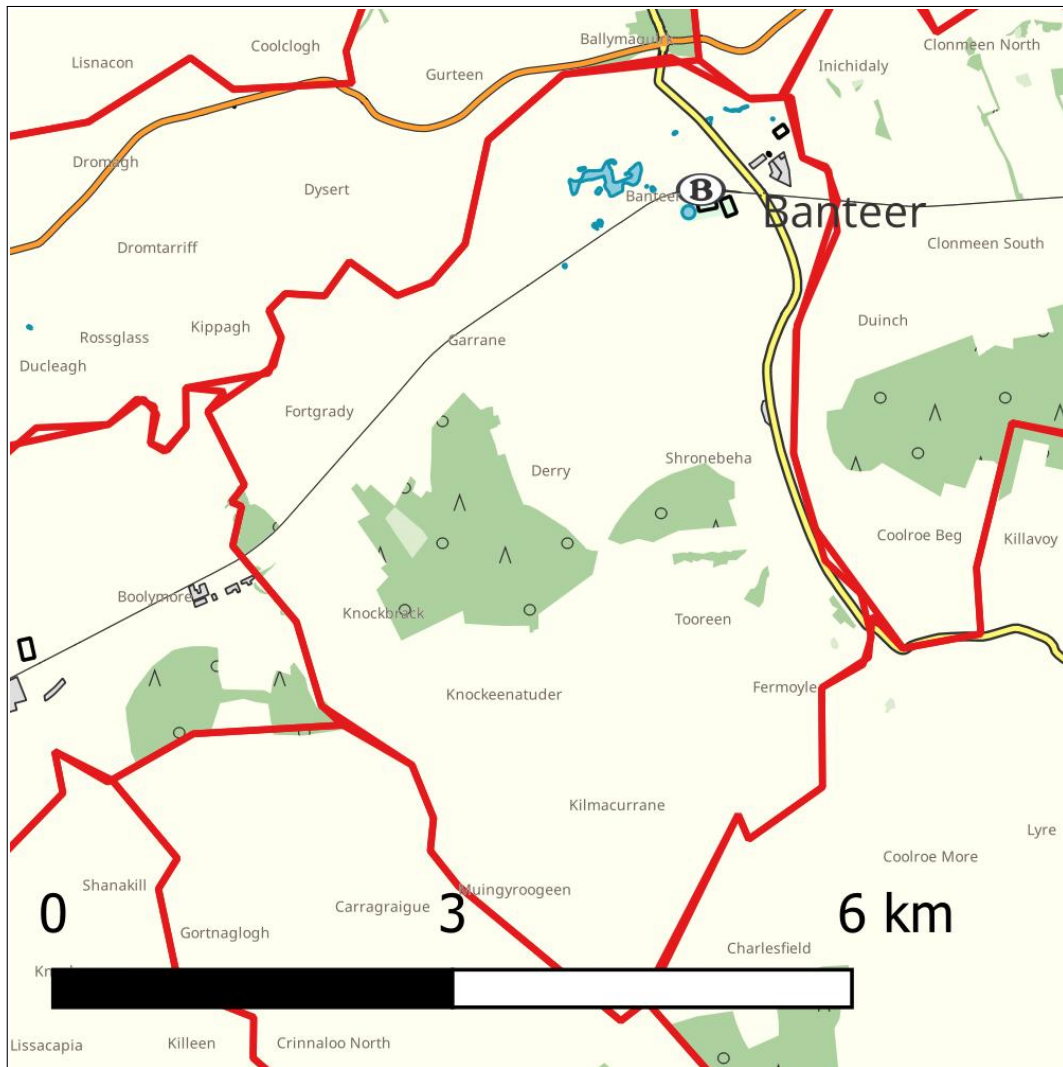 Ballymaquirk
Clonmeen North
Coolclogh
Lisnacon
Inichidaly
Gurteen
Dromagh
Dysert
B
Banteer
Banteer
Clonmeen South
Dromtarriff
Duinch
Kippagh
Rossglass
Garrane
Ducleagh
Fortgrady
Shronebeha
Derry
Coolroe Beg
Killavoy
Boolymore
Knockbrack
Tooreen
Fermoyle
Knockeenatuder
Kilmacurrane
Lyre
Coolroe More
Shanakill
Muingyroogeen
Carragraigue
0 3 6 km
Gortnaglogh
Charlesfield
Lissacapia
Killeen
Crinnaloo North